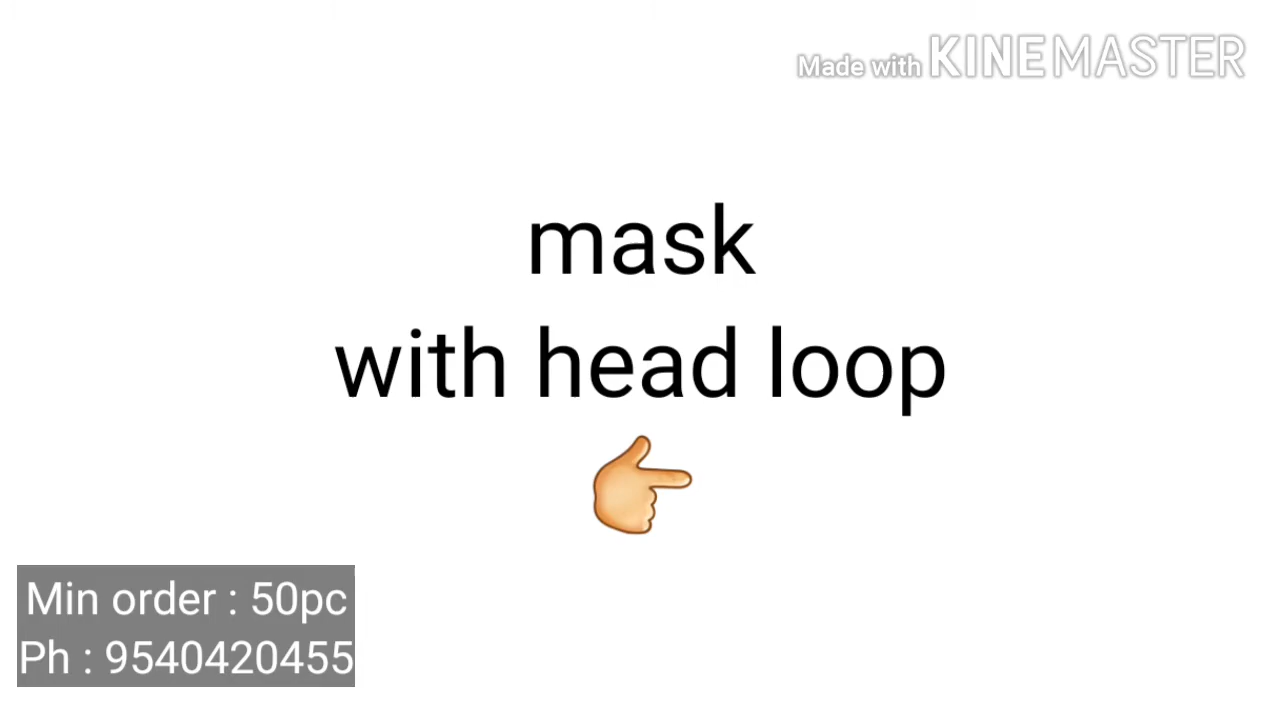 Made with KINEMASTER
mask
with head loop
Min order : 50pc
Ph : 9540420455